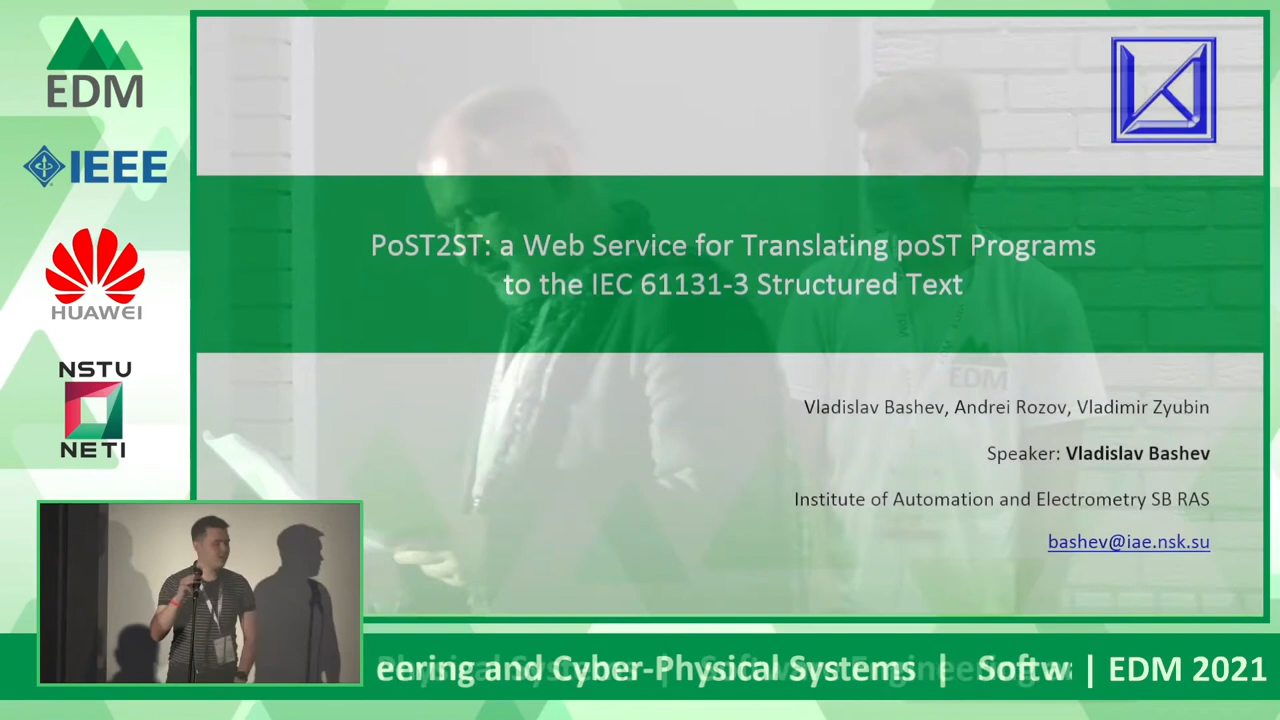 EDM
IEEE
HUAWEI
NSTU
NETI
PoST2ST: a Web Service for Translating poST Programs
to the IEC 61131-3 Structured Text
Vladislav Bashev, Andrei Rozov, Vladimir Zyubin
Speaker: Vladislav Bashev
Institute of Automation and Electrometry SB RAS
bashev@iae.nsk.su
EDM
eering and Cyber-Physical Systems | Softw | EDM 2021